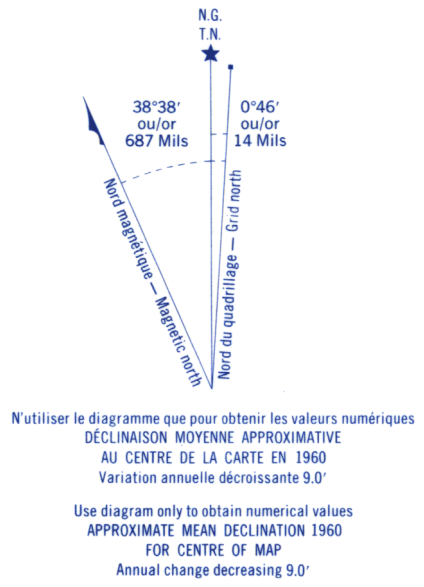 N.G.
T.N.
38°38'
ou/or
687 Mils
0°46'
ou/or
14 Mils
Nord magnétique — Magnetic north
Nord du quadrillage — Grid north
N'utiliser le diagramme que pour obtenir les valeurs numériques
DÉCLINAISON MOYENNE APPROXIMATIVE
AU CENTRE DE LA CARTE EN 1960
Variation annuelle décroissante 9.0'
Use diagram only to obtain numerical values
APPROXIMATE MEAN DECLINATION 1960
FOR CENTRE OF MAP
Annual change decreasing 9.0'